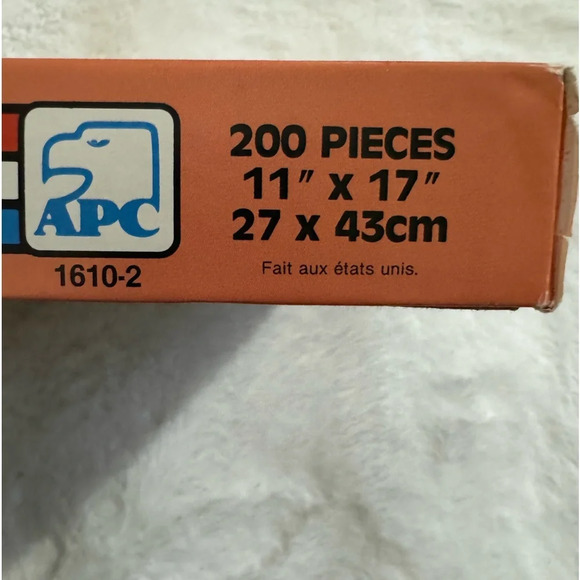 APC
1610-2
200 PIECES
11" x 17"
27 x 43cm
Fait aux états unis.